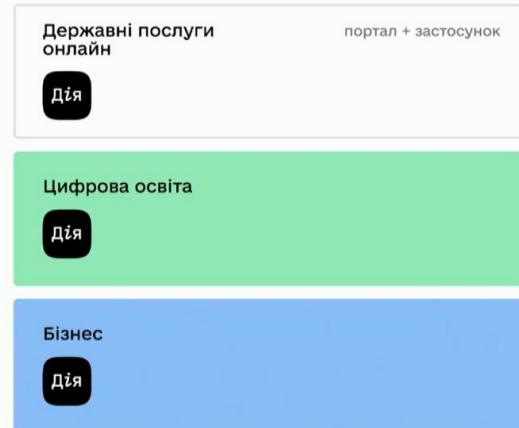 Державні послуги
онлайн
портал + застосунок
Дія
Цифрова освіта
Дія
Бізнес
Дія